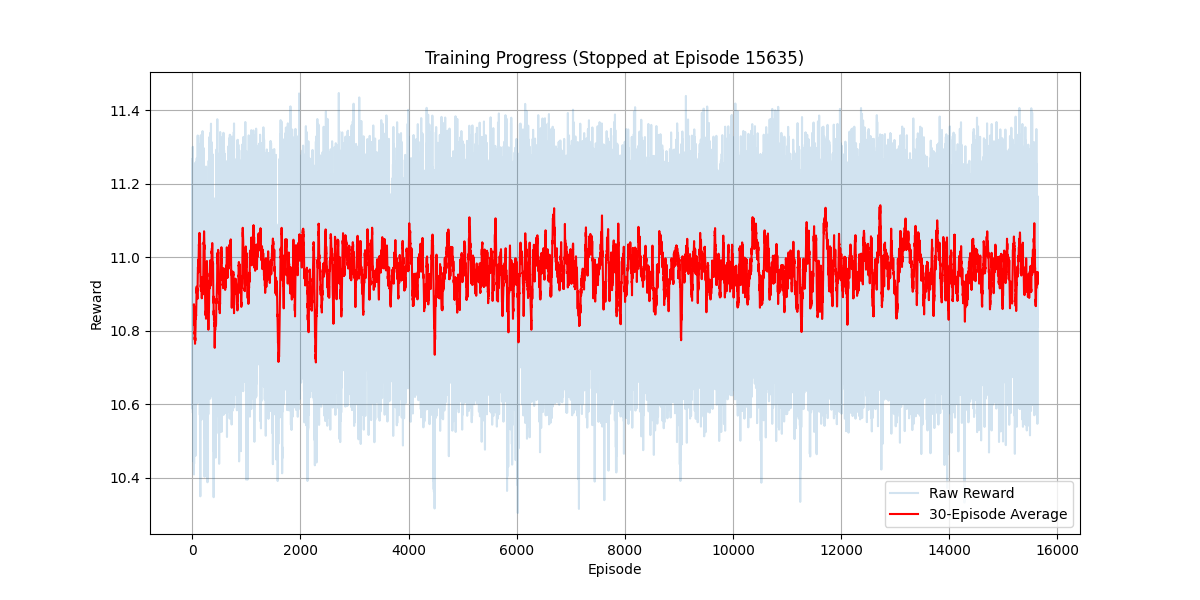 Training Progress (Stopped at Episode 15635)
11.4
11.2
11.0
10.8
10.6
10.4
Reward
0 2000 4000 6000 8000 10000 12000 14000 16000
Episode
Raw Reward
30-Episode Average